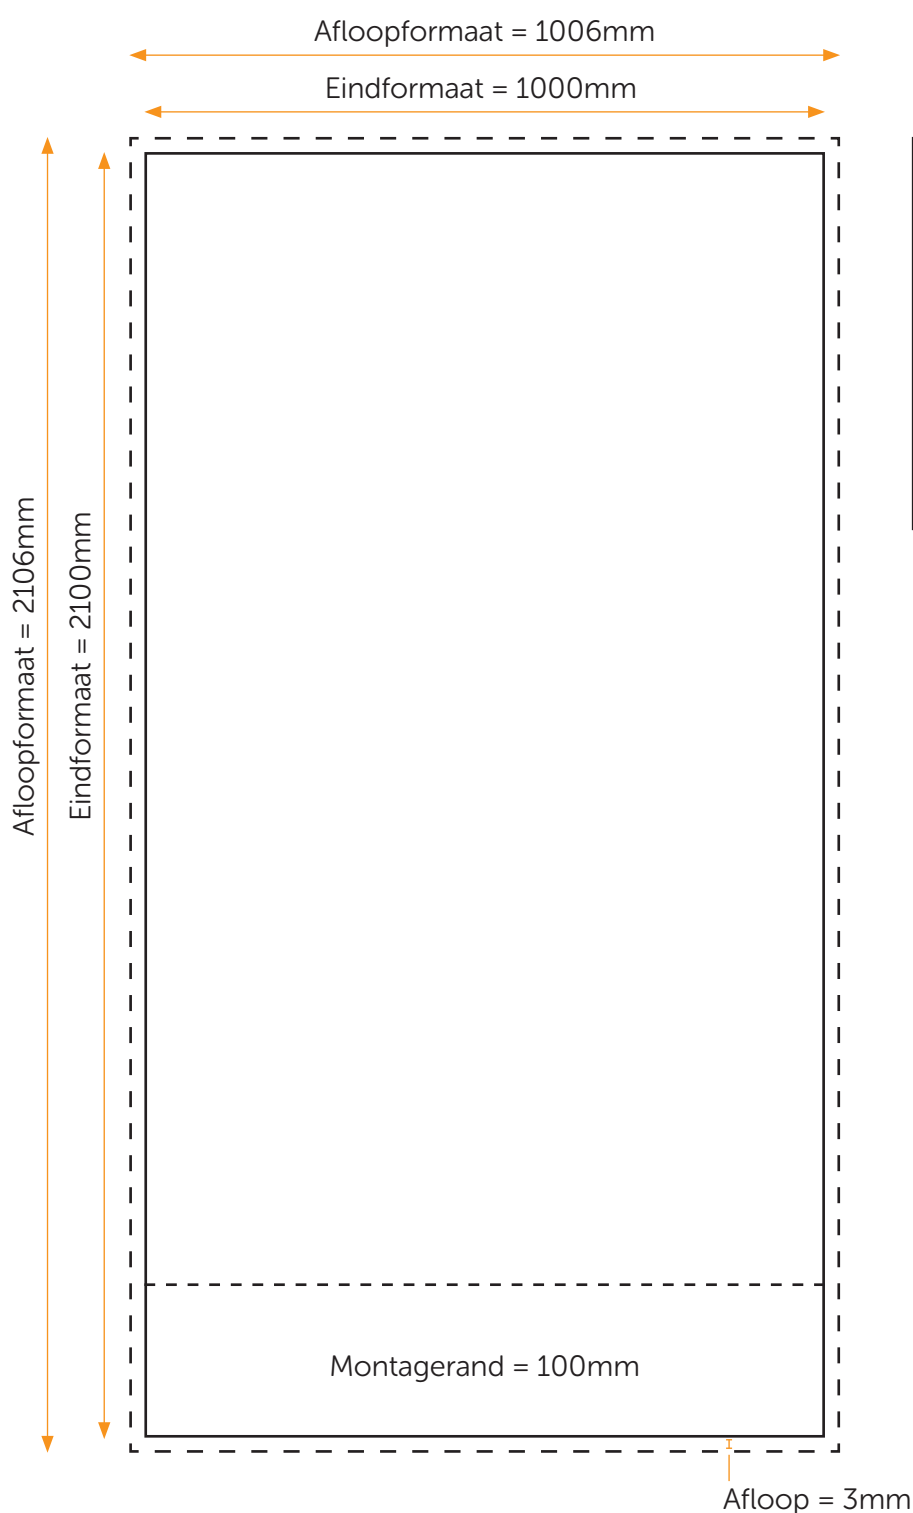 Afloopformaat = 1006mm
Eindformaat = 1000mm
Afloopformaat = 2106mm
Eindformaat = 2100mm
Montagerand = 100mm
Afloop = 3mm